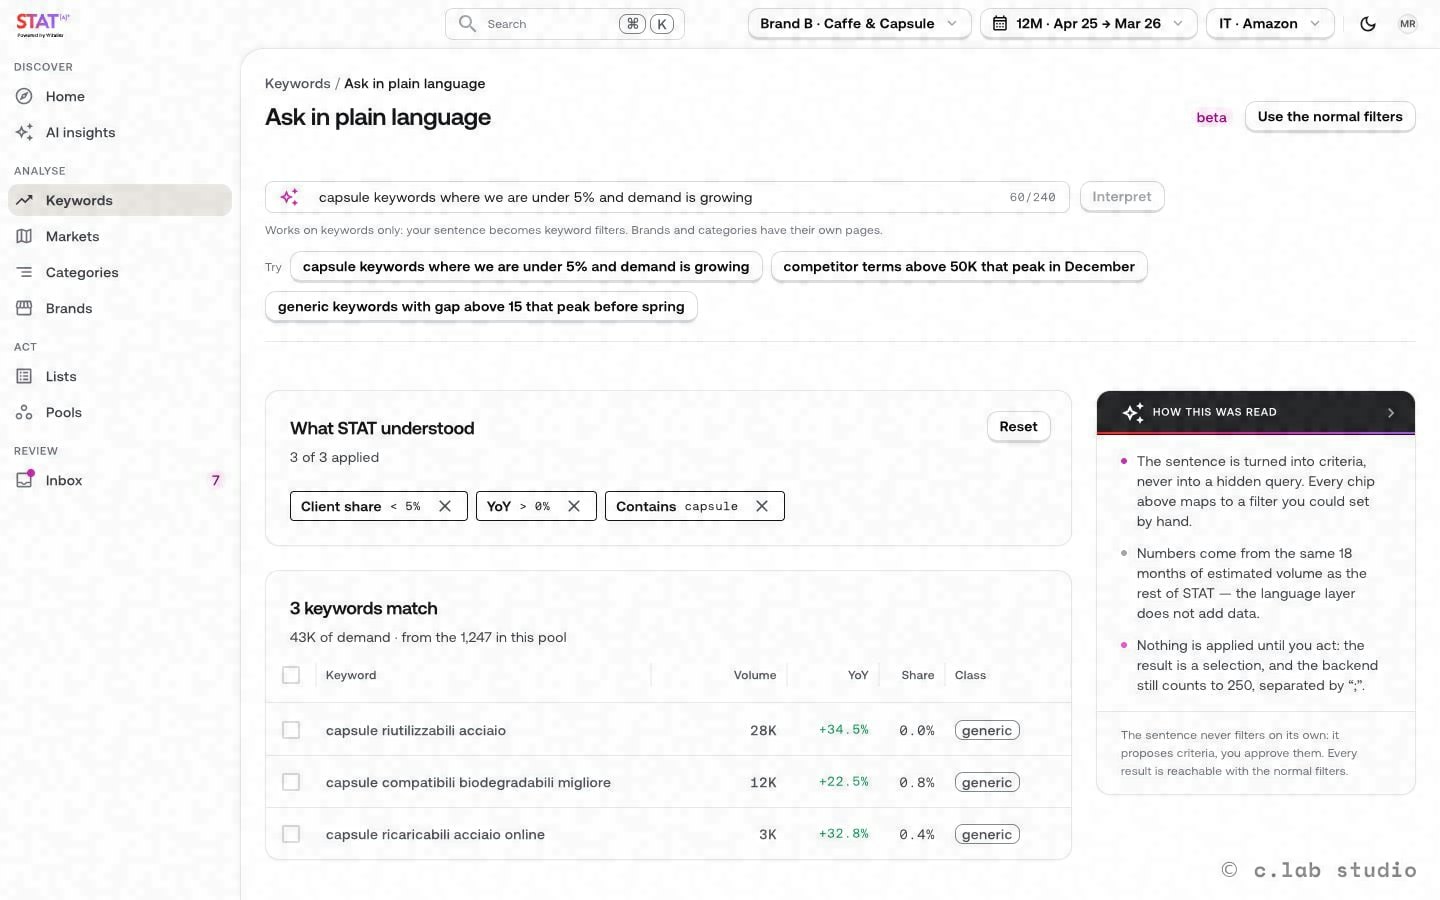 STAT
Powered by Witailer
Search ⌘ K
Brand B · Caffe & Capsule
12M · Apr 25 → Mar 26
IT · Amazon
MR
DISCOVER
Home
AI insights
ANALYSE
Keywords
Markets
Categories
Brands
ACT
Lists
Pools
REVIEW
Inbox 7
Keywords / Ask in plain language
Ask in plain language
beta
Use the normal filters
capsule keywords where we are under 5% and demand is growing 60/240
Interpret
Works on keywords only: your sentence becomes keyword filters. Brands and categories have their own pages.
Try capsule keywords where we are under 5% and demand is growing competitor terms above 50K that peak in December
generic keywords with gap above 15 that peak before spring
What STAT understood
Reset
3 of 3 applied
Client share < 5% YoY > 0% Contains capsule
3 keywords match
43K of demand · from the 1,247 in this pool
Keyword Volume YoY Share Class
capsule riutilizzabili acciaio 28K +34.5% 0.0% generic
capsule compatibili biodegradabili migliore 12K +22.5% 0.8% generic
capsule ricaricabili acciaio online 3K +32.8% 0.4% generic
HOW THIS WAS READ
The sentence is turned into criteria,
never into a hidden query. Every chip
above maps to a filter you could set
by hand.
Numbers come from the same 18
months of estimated volume as the
rest of STAT — the language layer
does not add data.
Nothing is applied until you act: the
result is a selection, and the backend
still counts to 250, separated by “;”.
The sentence never filters on its own: it
proposes criteria, you approve them. Every
result is reachable with the normal filters.
© c.lab studio